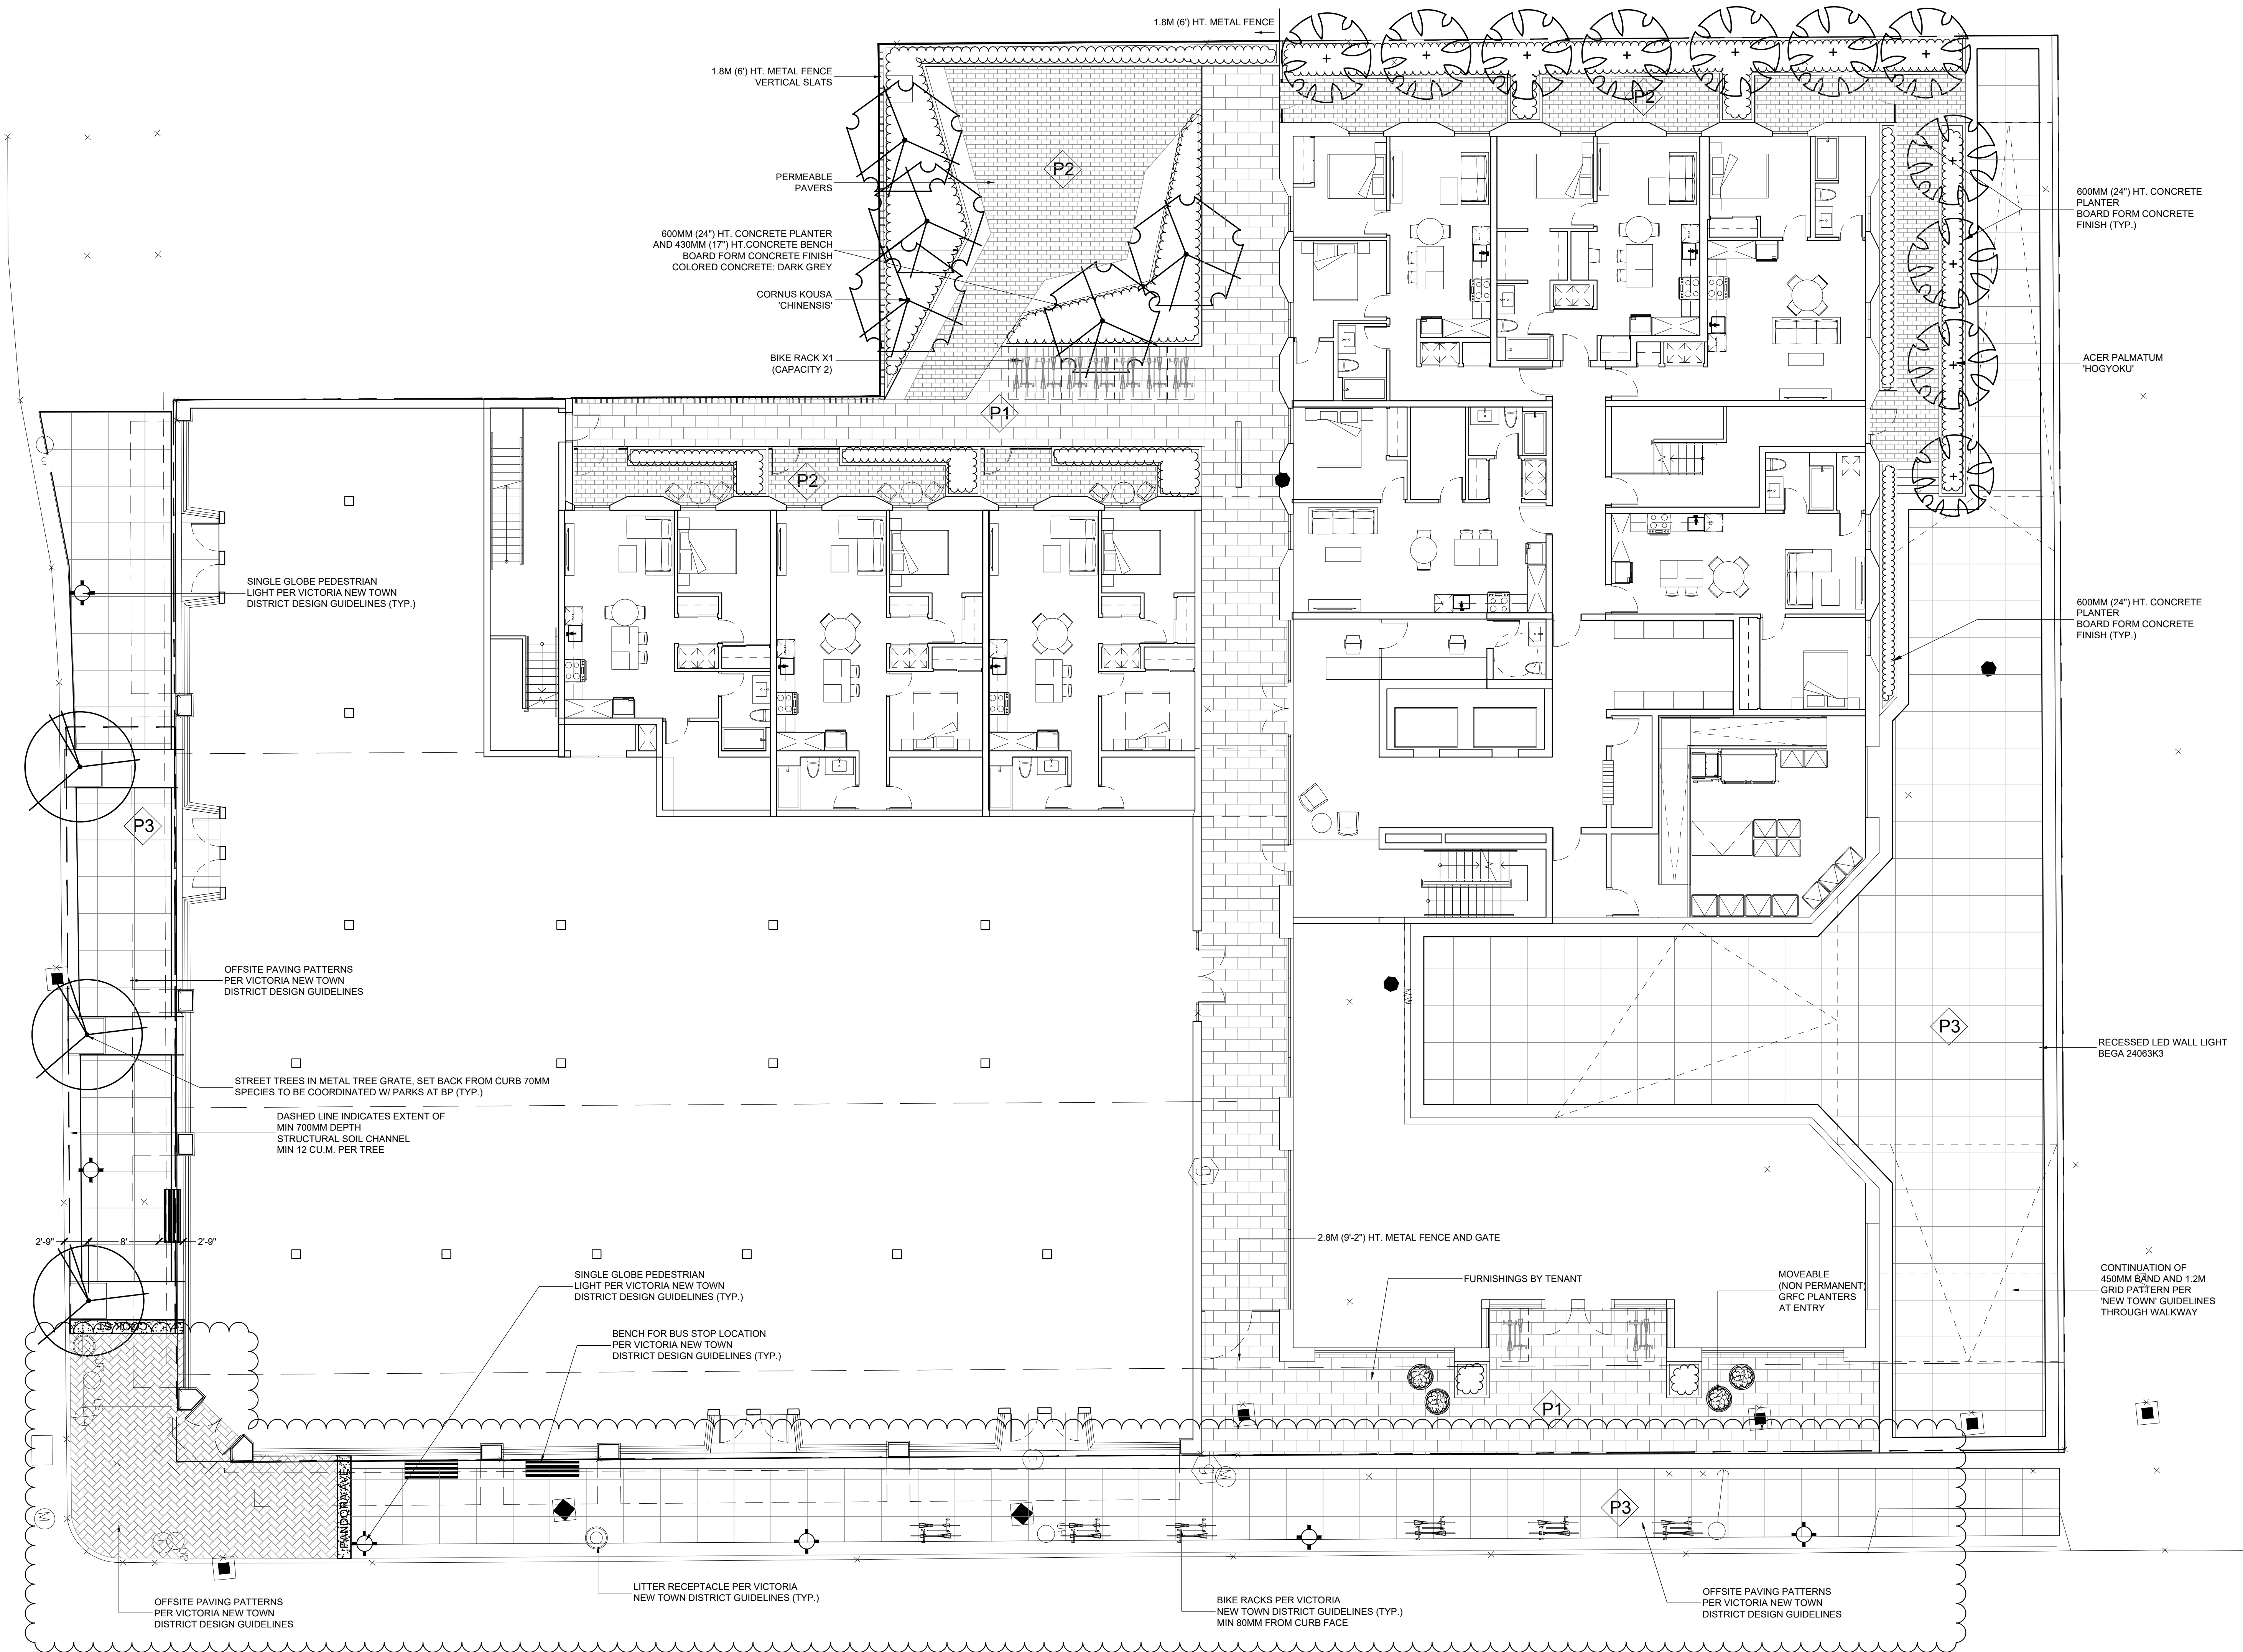 1.8M (6') HT. METAL FENCE
1.8M (6') HT. METAL FENCE
VERTICAL SLATS
P2
P2
PERMEABLE
PAVERS
600MM (24") HT. CONCRETE
PLANTER
BOARD FORM CONCRETE
FINISH (TYP.)
600MM (24") HT. CONCRETE PLANTER
AND 430MM (17") HT.CONCRETE BENCH
BOARD FORM CONCRETE FINISH
COLORED CONCRETE: DARK GREY
CORNUS KOUSA
'CHINENSIS'
BIKE RACK X1
(CAPACITY 2)
ACER PALMATUM
'HOGYOKU'
P1
P2
SINGLE GLOBE PEDESTRIAN
LIGHT PER VICTORIA NEW TOWN
DISTRICT DESIGN GUIDELINES (TYP.)
600MM (24") HT. CONCRETE
PLANTER
BOARD FORM CONCRETE
FINISH (TYP.)
P3
OFFSITE PAVING PATTERNS
PER VICTORIA NEW TOWN
DISTRICT DESIGN GUIDELINES
P3
RECESSED LED WALL LIGHT
BEGA 24063K3
STREET TREES IN METAL TREE GRATE, SET BACK FROM CURB 70MM
SPECIES TO BE COORDINATED W/ PARKS AT BP (TYP.)
DASHED LINE INDICATES EXTENT OF
MIN 700MM DEPTH
STRUCTURAL SOIL CHANNEL
MIN 12 CU.M. PER TREE
2'-9"
8'
2'-9"
2.8M (9'-2") HT. METAL FENCE AND GATE
SINGLE GLOBE PEDESTRIAN
LIGHT PER VICTORIA NEW TOWN
DISTRICT DESIGN GUIDELINES (TYP.)
FURNISHINGS BY TENANT
MOVEABLE
(NON PERMANENT)
GRFC PLANTERS
AT ENTRY
CONTINUATION OF
450MM BAND AND 1.2M
GRID PATTERN PER
'NEW TOWN' GUIDELINES
THROUGH WALKWAY
COOK ST
BENCH FOR BUS STOP LOCATION
PER VICTORIA NEW TOWN
DISTRICT DESIGN GUIDELINES (TYP.)
P1
PANDORA AVE
E
M
P3
M
LITTER RECEPTACLE PER VICTORIA
NEW TOWN DISTRICT GUIDELINES (TYP.)
OFFSITE PAVING PATTERNS
PER VICTORIA NEW TOWN
DISTRICT DESIGN GUIDELINES
BIKE RACKS PER VICTORIA
NEW TOWN DISTRICT GUIDELINES (TYP.)
MIN 80MM FROM CURB FACE
OFFSITE PAVING PATTERNS
PER VICTORIA NEW TOWN
DISTRICT DESIGN GUIDELINES